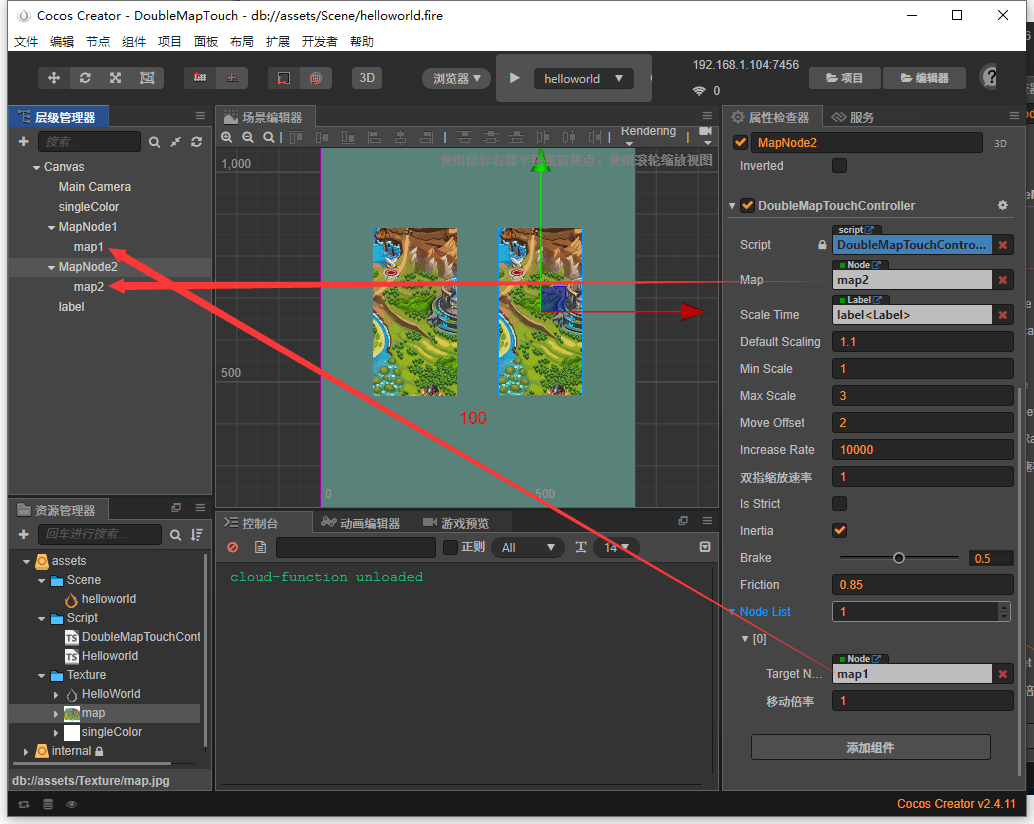 Cocos Creator - DoubleMapTouch - db://assets/Scene/helloworld.fire
文件 编辑 节点 组件 项目 面板 布局 扩展 开发者 帮助
3D 浏览器 helloworld
192.168.1.104:7456
0
项目 编辑器
层级管理器
搜索...
Canvas
Main Camera
singleColor
MapNode1
map1
MapNode2
map2
label
场景编辑器
Rendering
使用鼠标右键平移视窗焦点，使用滚轮缩放视图
1,000
500
0
500
100
资源管理器
回车进行搜索...
assets
Scene
helloworld
Script
DoubleMapTouchCont
Helloworld
Texture
HelloWorld
map
singleColor
internal
db://assets/Texture/map.jpg
控制台 动画编辑器 游戏预览
正则 All 14
cloud-function unloaded
属性检查器 服务
MapNode2 3D
Inverted
DoubleMapTouchController
script
Script DoubleMapTouchContro...
Node
Map map2
Label
Scale Time label<Label>
Default Scaling 1.1
Min Scale 1
Max Scale 3
Move Offset 2
Increase Rate 10000
双指缩放速率 1
Is Strict
Inertia
Brake 0.5
Friction 0.85
Node List 1
[0]
Node
Target N... map1
移动倍率 1
添加组件
Cocos Creator v2.4.11